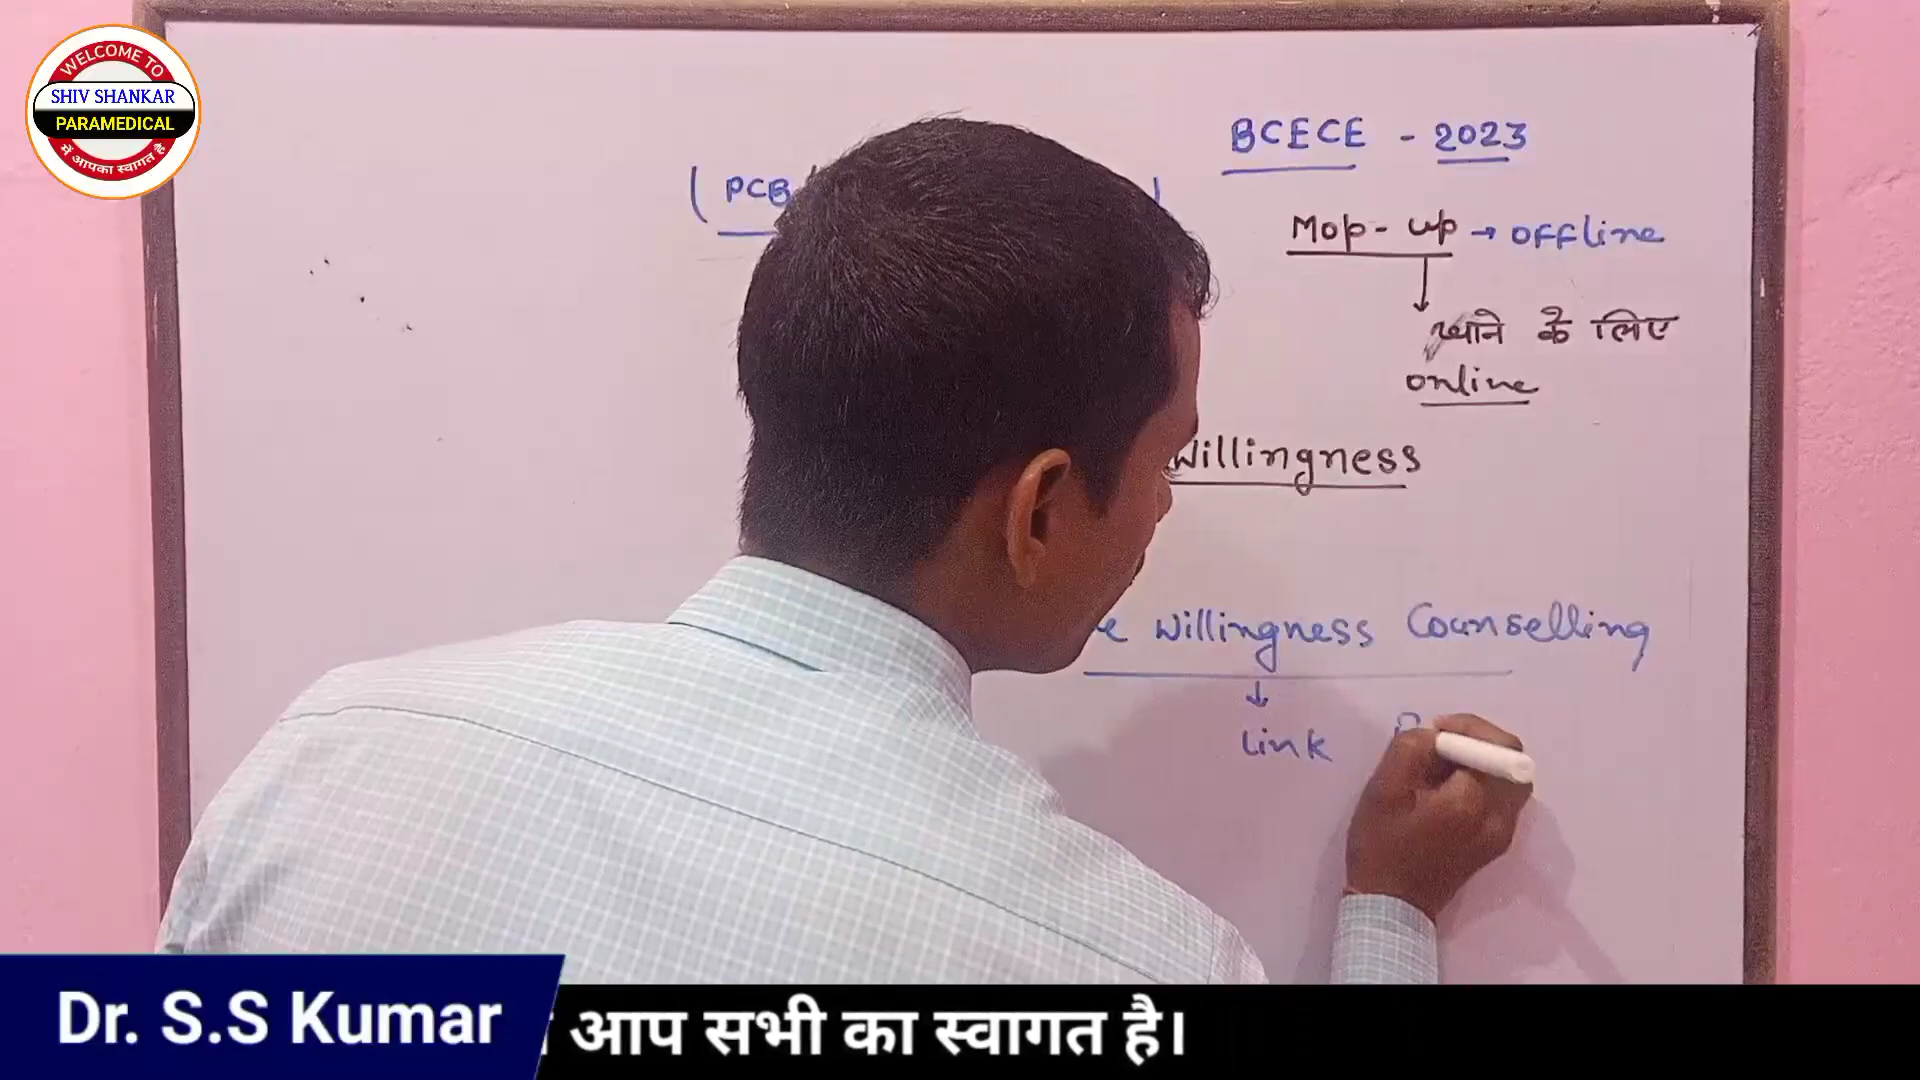 WELCOME TO
SHIV SHANKAR
PARAMEDICAL
में आपका स्वागत है
BCECE - 2023
( PCB )
Mop-up → offline
↓
के लिए
online
Willingness
Willingness Counselling
↓
Link
Dr. S.S Kumar
आप सभी का स्वागत है।